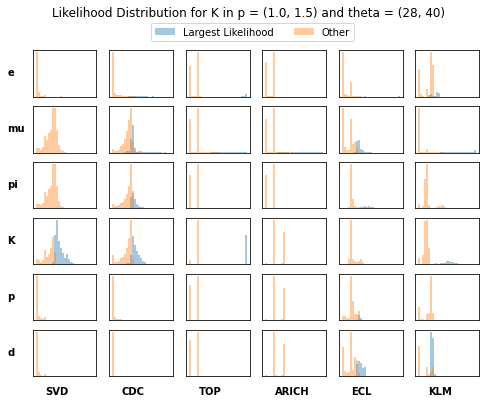 Likelihood Distribution for K in p = (1.0, 1.5) and theta = (28, 40)
Largest Likelihood Other
e
mu
pi
K
p
d
SVD CDC TOP ARICH ECL KLM